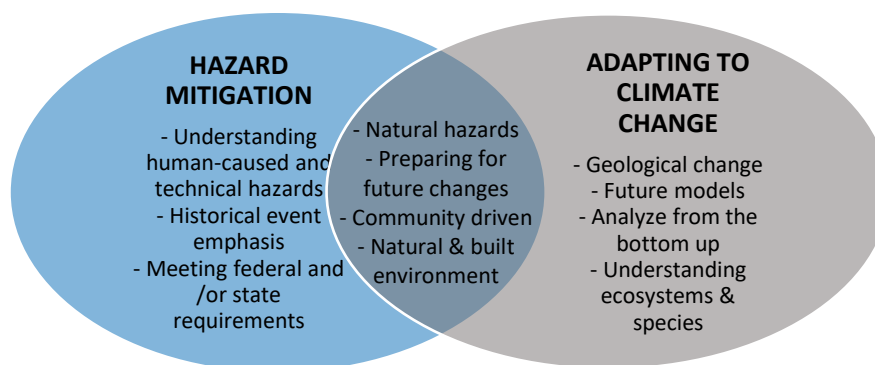 HAZARD
MITIGATION
- Understanding
human-caused and
technical hazards
- Historical event
emphasis
- Meeting federal and
/or state
requirements
- Natural hazards
- Preparing for
future changes
- Community driven
- Natural & built
environment
ADAPTING TO
CLIMATE
CHANGE
- Geological change
- Future models
- Analyze from the
bottom up
- Understanding
ecosystems &
species